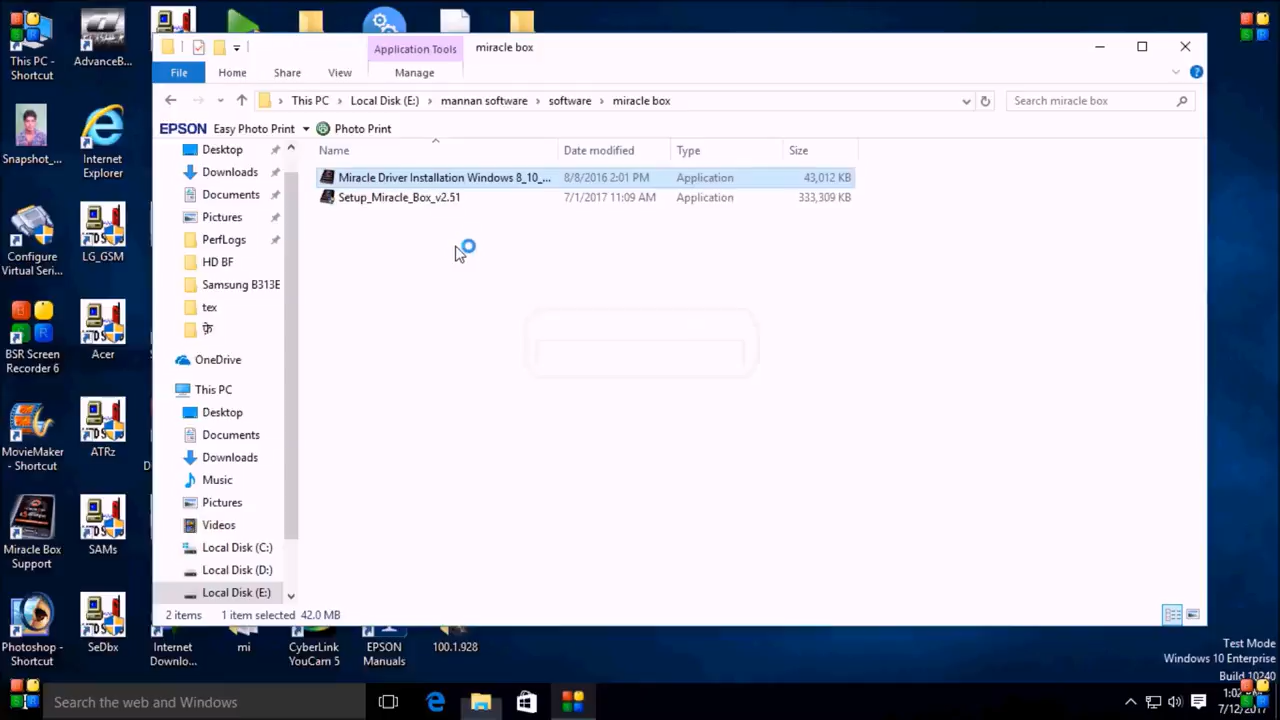 Application Tools
miracle box
File
Home
Share
View
Manage
This PC
Local Disk (E:)
mannan software
software
miracle box
Search miracle box
EPSON
Easy Photo Print
Photo Print
Name
Date modified
Type
Size
Miracle Driver Installation Windows 8_10_...
8/8/2016 2:01 PM
Application
43,012 KB
Setup_Miracle_Box_v2.51
7/1/2017 11:09 AM
Application
333,309 KB
Desktop
Downloads
Documents
Pictures
PerfLogs
HD BF
Samsung B313E
tex
OneDrive
This PC
Desktop
Documents
Downloads
Music
Pictures
Videos
Local Disk (C:)
Local Disk (D:)
Local Disk (E:)
2 items
1 item selected
42.0 MB
This PC -
Shortcut
AdvanceB...
Snapshot_...
Internet
Explorer
Configure
Virtual Seri...
LG_GSM
BSR Screen
Recorder 6
Acer
MovieMaker
- Shortcut
ATRz
Miracle Box
Support
SAMs
Photoshop -
Shortcut
SeDbx
Internet
Downlo...
mi
CyberLink
YouCam 5
EPSON
Manuals
100.1.928
Test Mode
Windows 10 Enterprise
Build 10240
Search the web and Windows